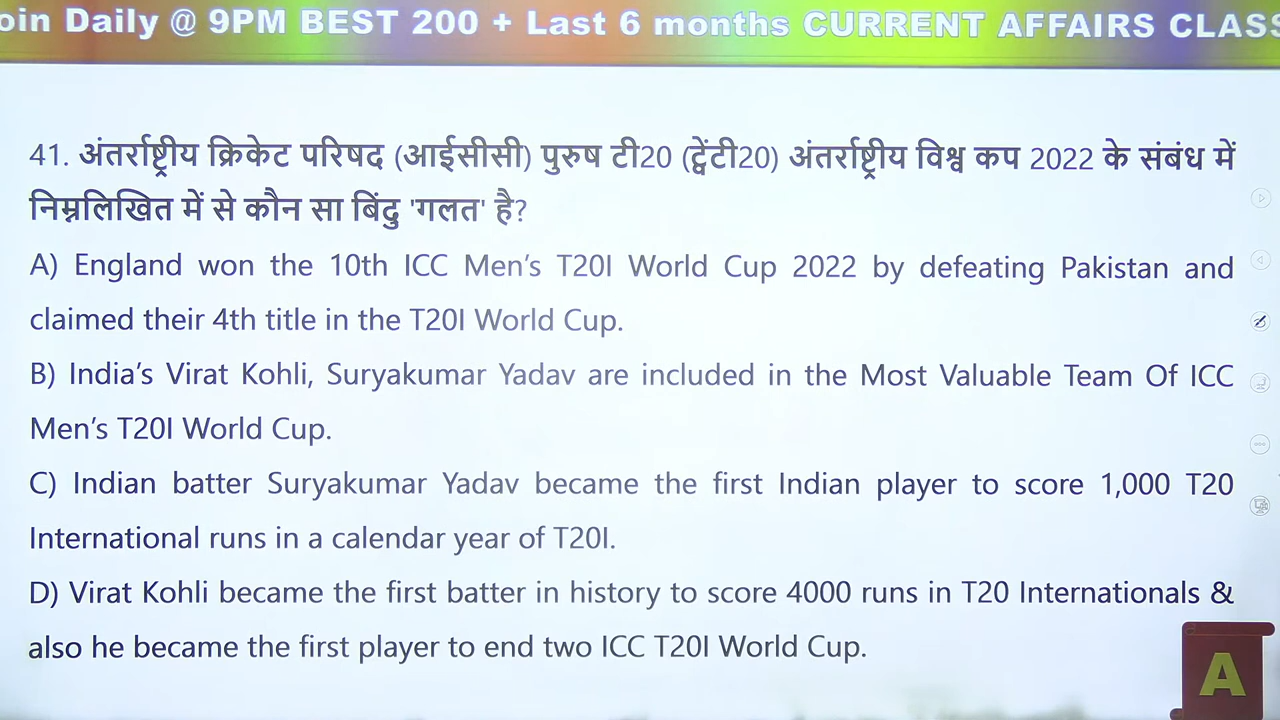 oin Daily @ 9PM BEST 200 + Last 6 months CURRENT AFFAIRS CLASS
41. अंतर्राष्ट्रीय क्रिकेट परिषद (आईसीसी) पुरुष टी20 (ट्वेंटी20) अंतर्राष्ट्रीय विश्व कप 2022 के संबंध में
निम्नलिखित में से कौन सा बिंदु 'गलत' है?
A) England won the 10th ICC Men’s T20I World Cup 2022 by defeating Pakistan and
claimed their 4th title in the T20I World Cup.
B) India’s Virat Kohli, Suryakumar Yadav are included in the Most Valuable Team Of ICC
Men’s T20I World Cup.
C) Indian batter Suryakumar Yadav became the first Indian player to score 1,000 T20
International runs in a calendar year of T20I.
D) Virat Kohli became the first batter in history to score 4000 runs in T20 Internationals &
also he became the first player to end two ICC T20I World Cup.
A